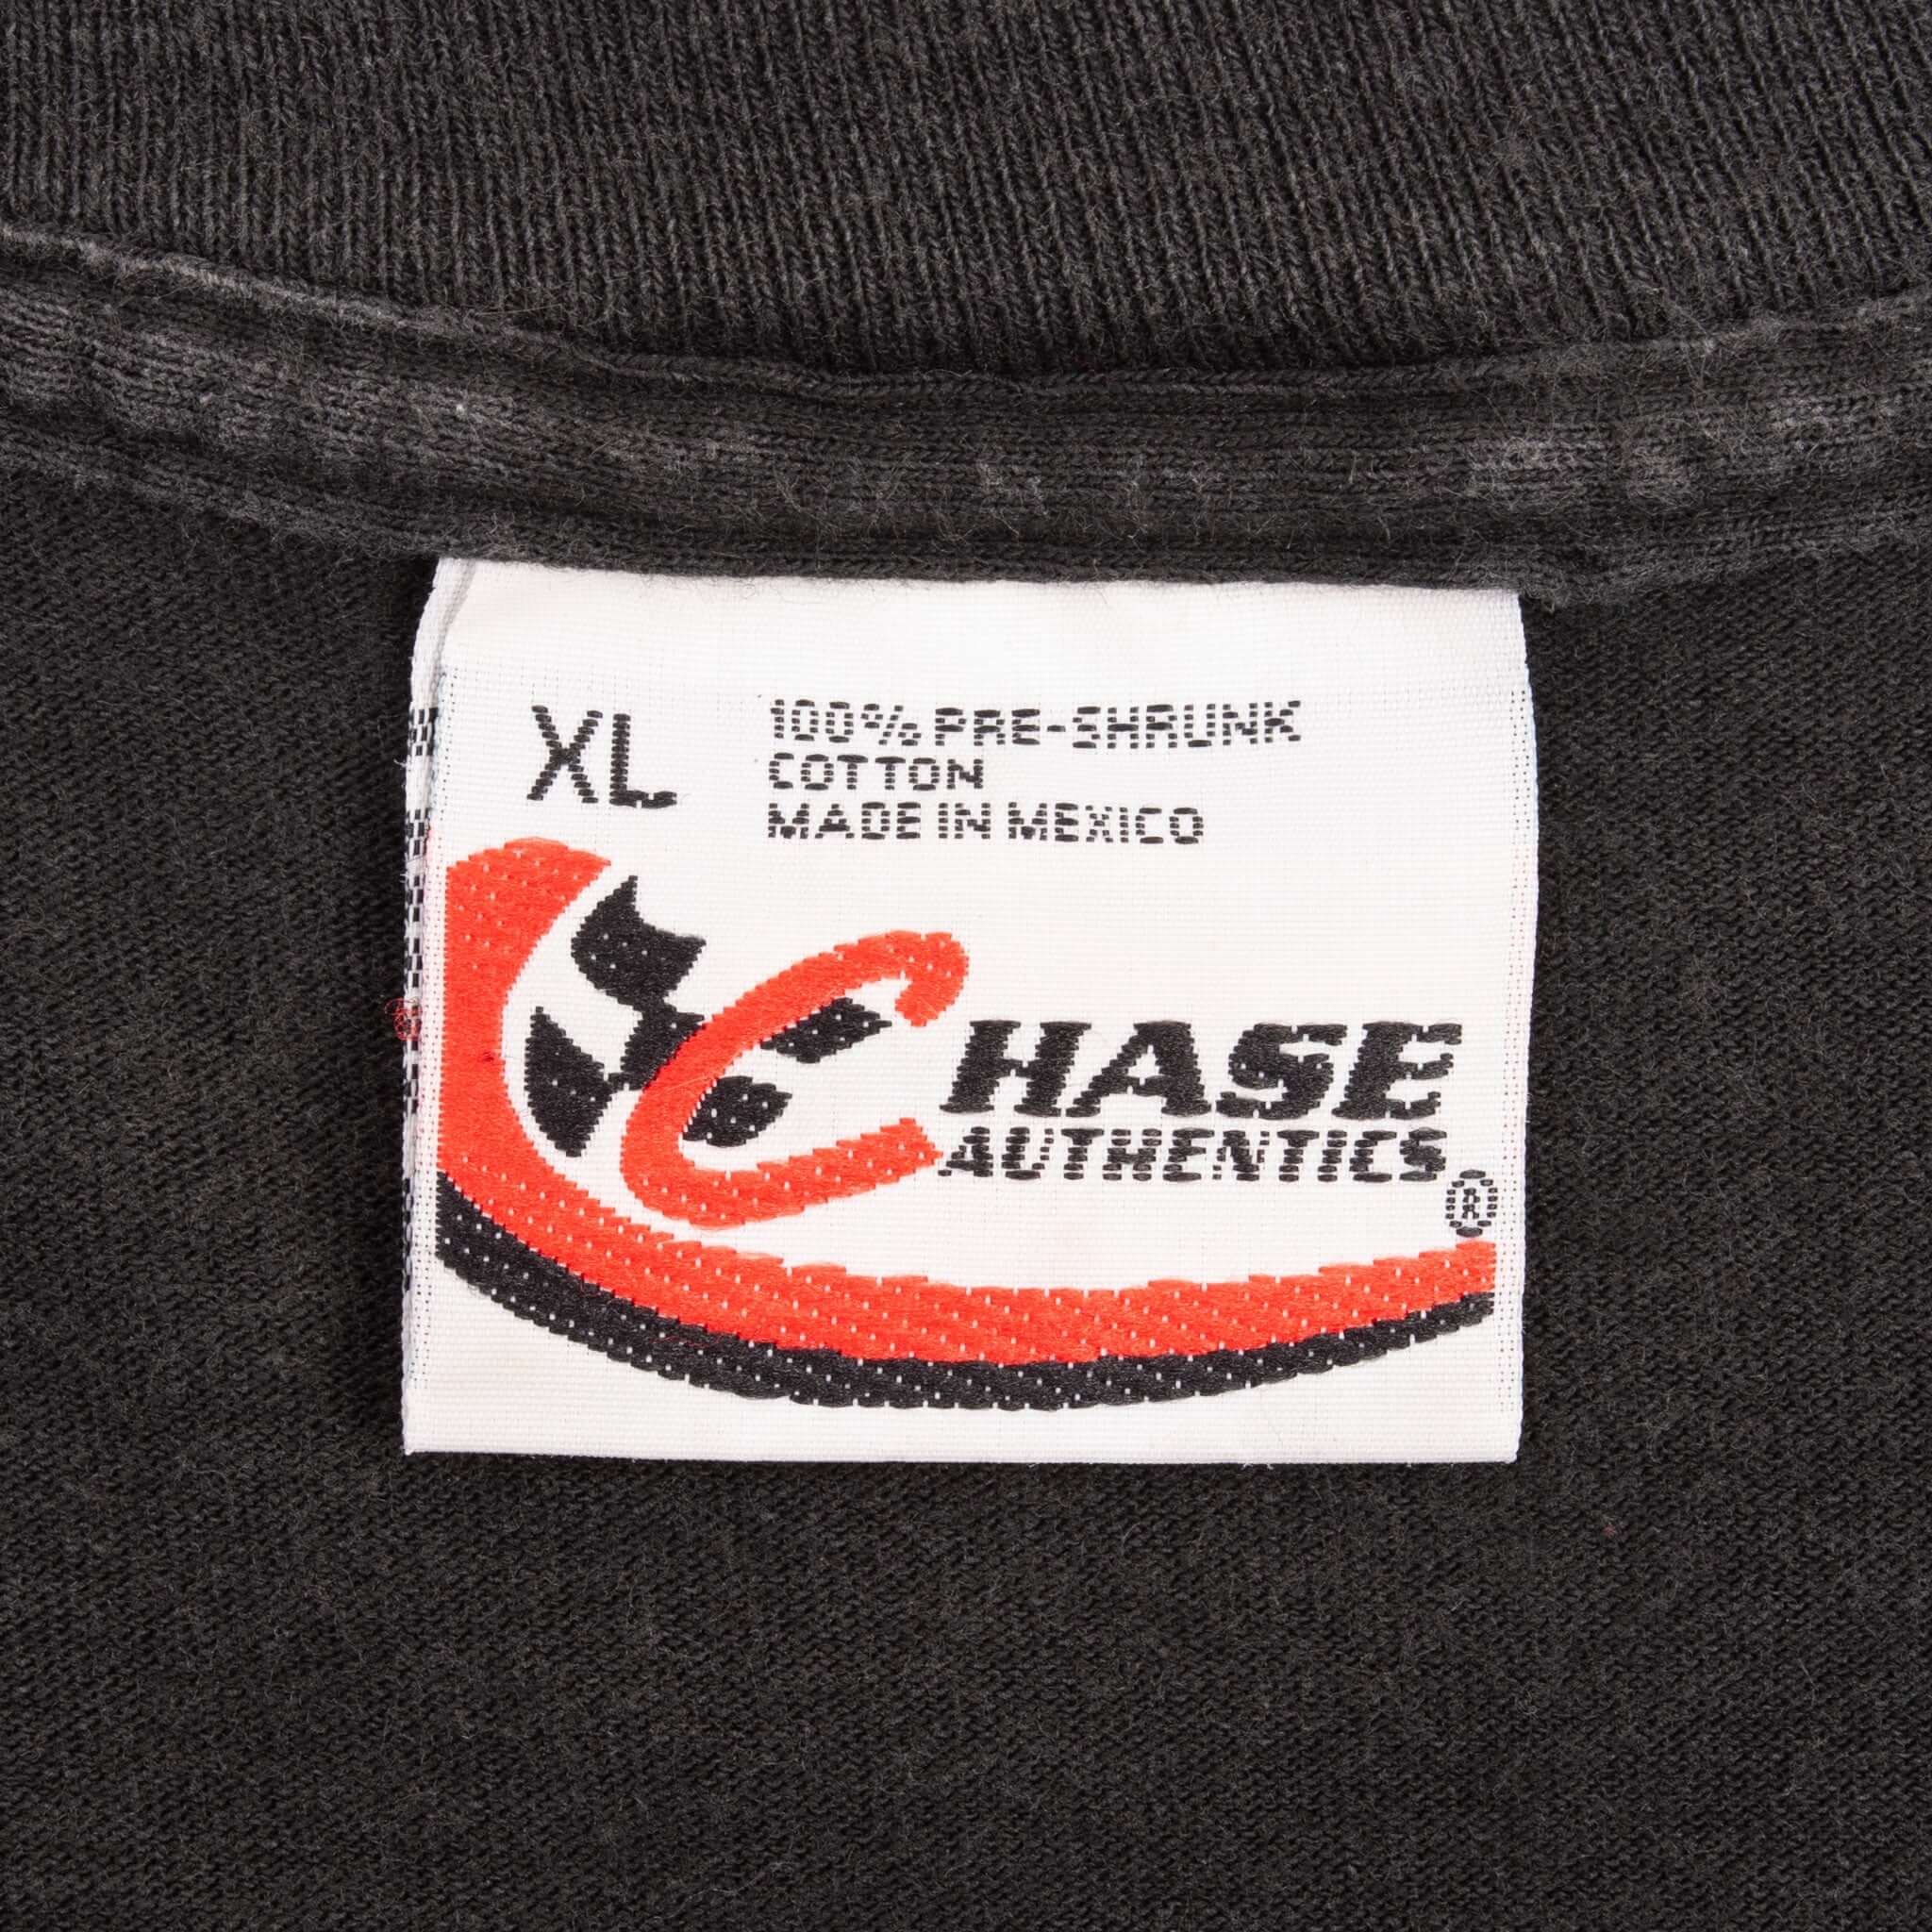 XL
100% PRE-SHRUNK
COTTON
MADE IN MEXICO
CHASE
AUTHENTICS®